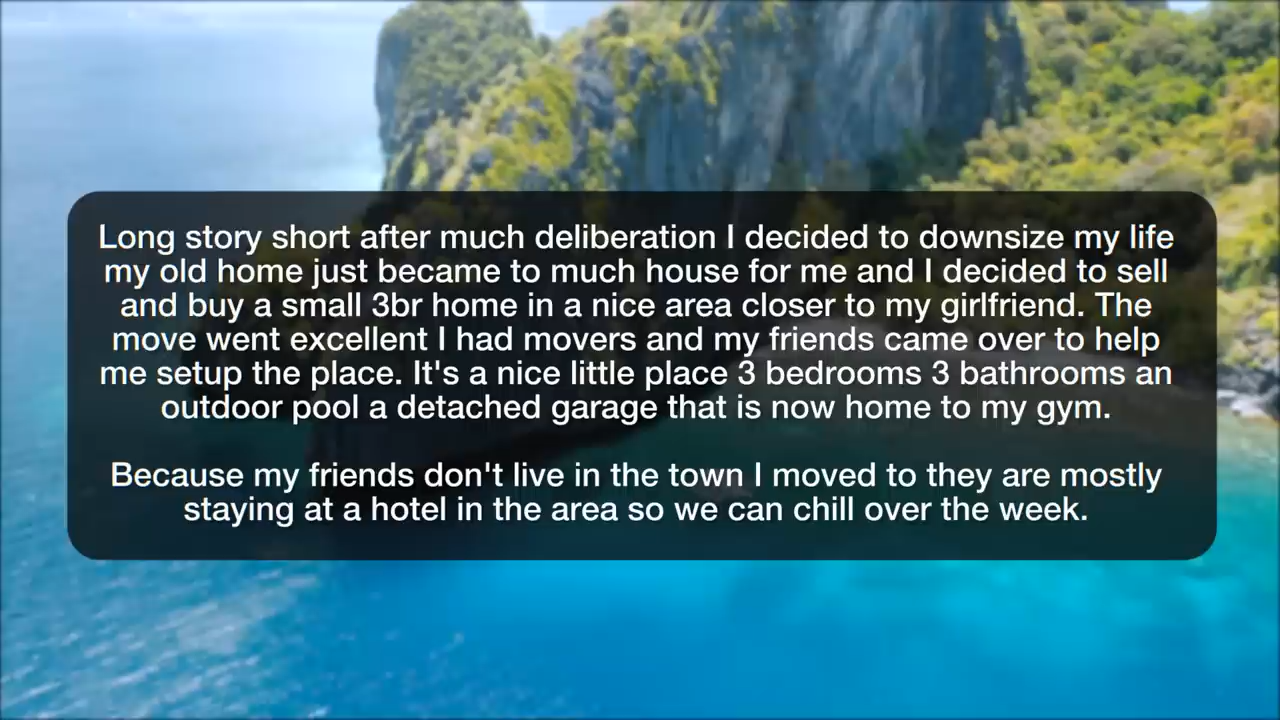 Long story short after much deliberation I decided to downsize my life
my old home just became to much house for me and I decided to sell
and buy a small 3br home in a nice area closer to my girlfriend. The
move went excellent I had movers and my friends came over to help
me setup the place. It's a nice little place 3 bedrooms 3 bathrooms an
outdoor pool a detached garage that is now home to my gym.
Because my friends don't live in the town I moved to they are mostly
staying at a hotel in the area so we can chill over the week.